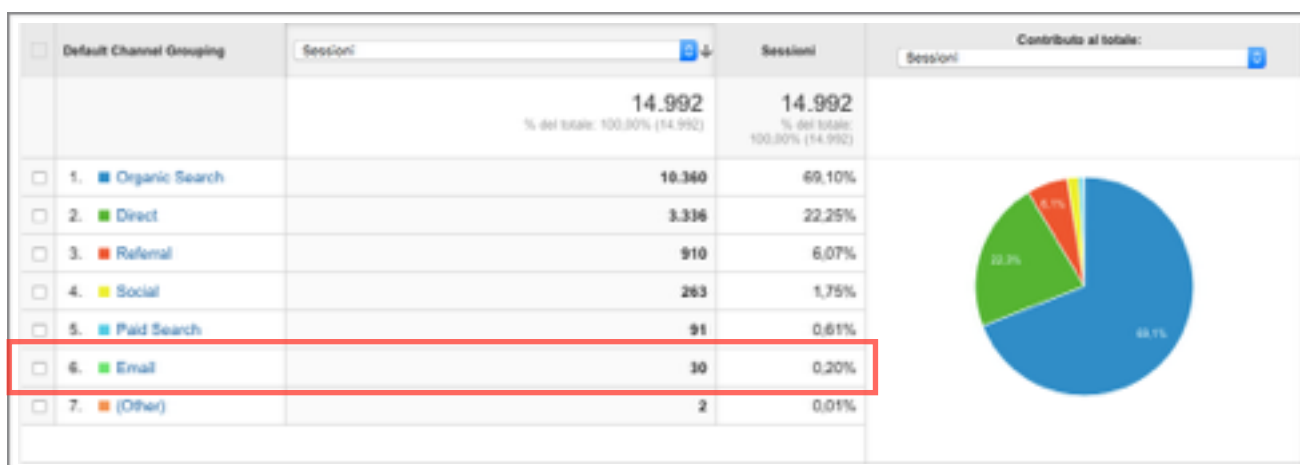 Default Channel Grouping
Sessioni
Sessioni
Contributo al totale:
Sessioni
14.992
% del totale: 100,00% (14.992)
14.992
% del totale:
100,00% (14.992)
1. Organic Search 10.360 69,10%
2. Direct 3.336 22,25%
3. Referral 910 6,07%
4. Social 263 1,75%
5. Paid Search 91 0,61%
6. Email 30 0,20%
7. (Other) 2 0,01%
6,1%
22,3%
69,1%